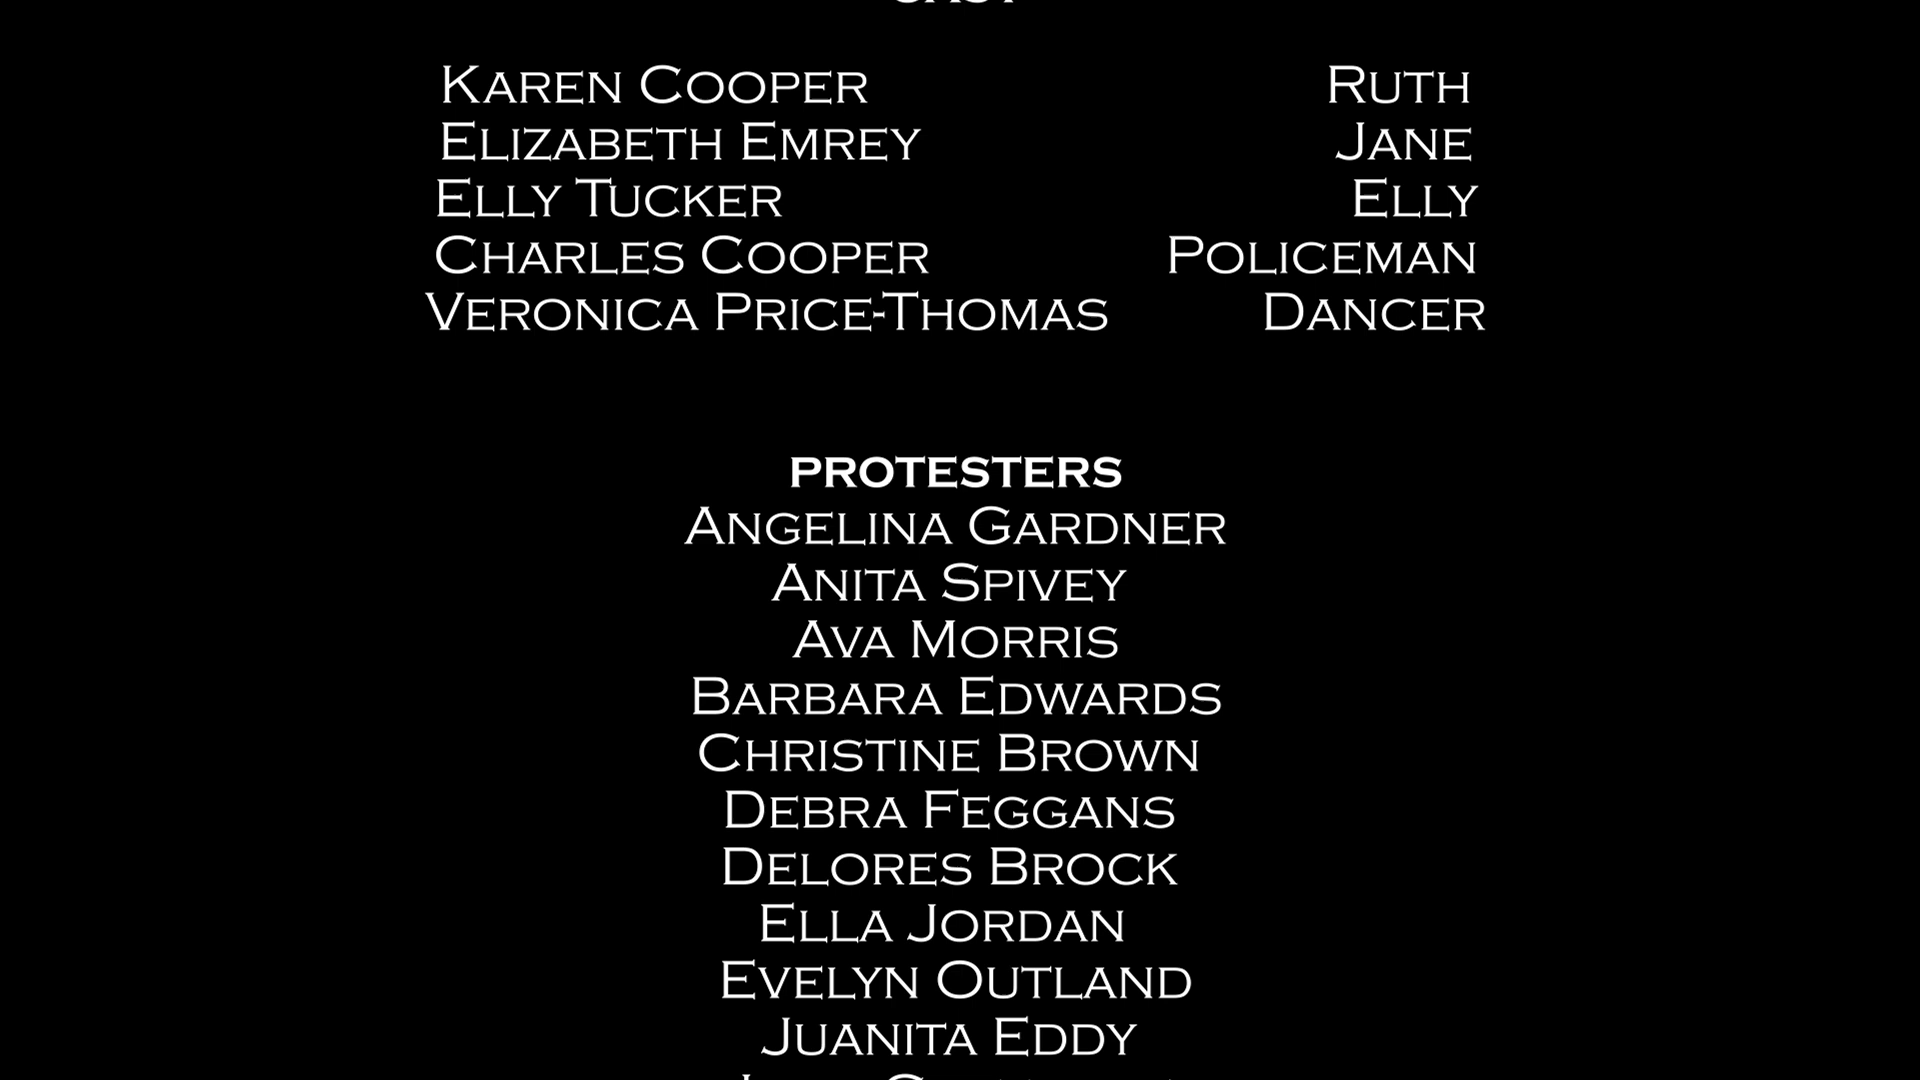 Karen Cooper Ruth
Elizabeth Emrey Jane
Elly Tucker Elly
Charles Cooper Policeman
Veronica Price-Thomas Dancer
PROTESTERS
Angelina Gardner
Anita Spivey
Ava Morris
Barbara Edwards
Christine Brown
Debra Feggans
Delores Brock
Ella Jordan
Evelyn Outland
Juanita Eddy